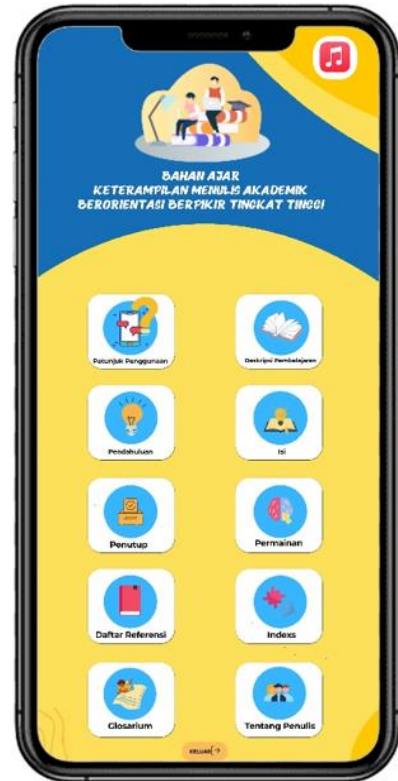 BAHAN AJAR
KETERAMPILAN MENULIS AKADEMIK
BERORIENTASI BERPIKIR TINGKAT TINGGI
Patunjuk Penggunaan
Deskripsi Pembelajaran
Pendahuluan
Isi
Penutup
Permainan
Daftar Referensi
Indexs
Glosarium
Tentang Penulis
KELUAR